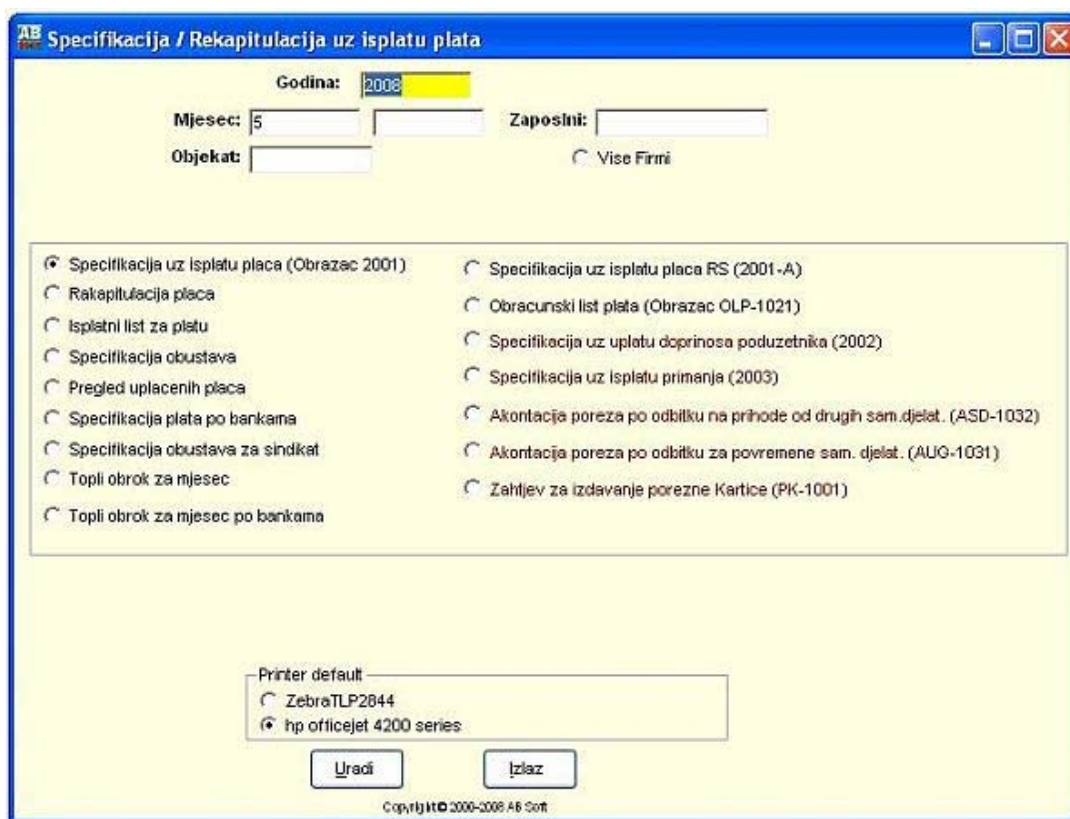 AB Specifikacija / Rekapitulacija uz isplatu plata
Godina: 2008
Mjesec: 5
Zaposlni:
Objekat:
Vise Firmi
Specifikacija uz isplatu placa (Obrazac 2001)
Rakapitulacija placa
Isplatni list za platu
Specifikacija obustava
Pregled uplacenih placa
Specifikacija plata po bankama
Specifikacija obustava za sindikat
Topli obrok za mjesec
Topli obrok za mjesec po bankama
Specifikacija uz isplatu placa RS (2001-A)
Obracunski list plata (Obrazac OLP-1021)
Specifikacija uz uplatu doprinosa poduzetnika (2002)
Specifikacija uz isplatu primanja (2003)
Akontacija poreza po odbitku na prihode od drugih sam.djelat. (ASD-1032)
Akontacija poreza po odbitku za povremene sam. djelat. (AUG-1031)
Zahtjev za izdavanje porezne Kartice (PK-1001)
Printer default
ZebraTLP2844
hp officejet 4200 series
Uradi
Izlaz
Copyright© 2000-2008 AB Soft